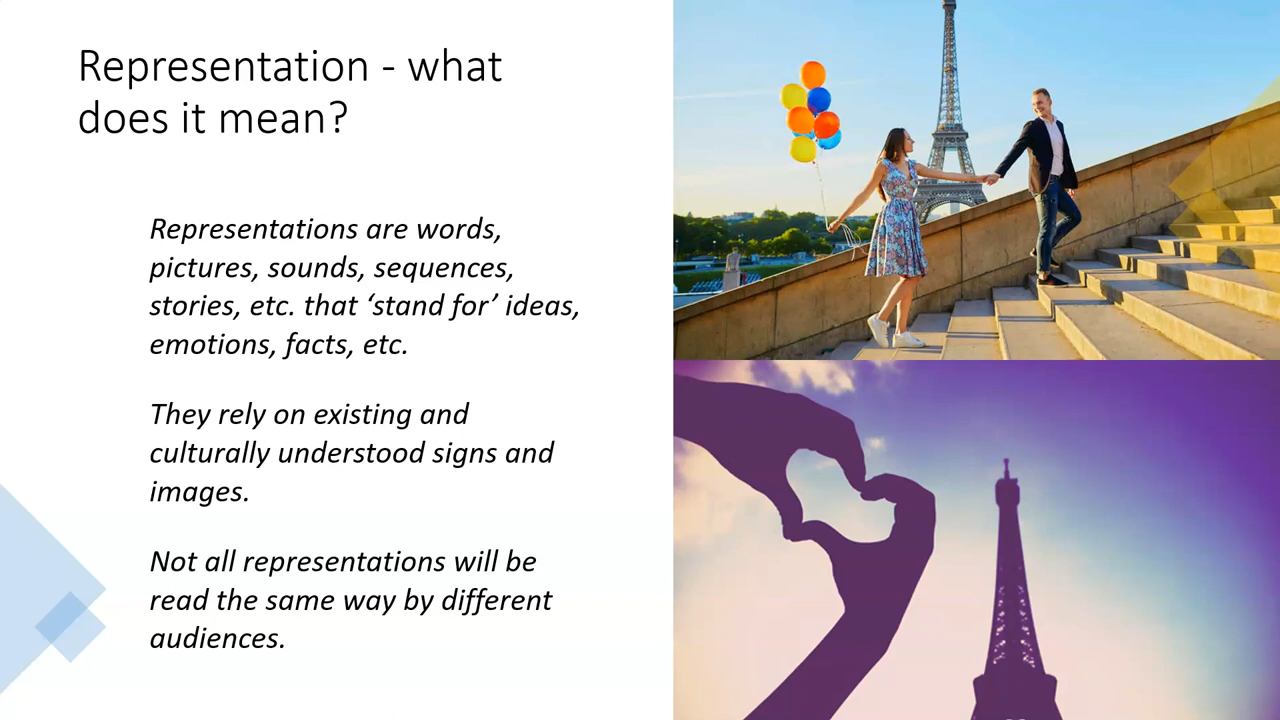 Representation - what
does it mean?
Representations are words,
pictures, sounds, sequences,
stories, etc. that ‘stand for’ ideas,
emotions, facts, etc.
They rely on existing and
culturally understood signs and
images.
Not all representations will be
read the same way by different
audiences.